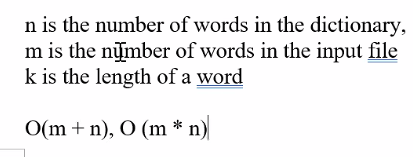 n is the number of words in the dictionary,
m is the number of words in the input file
k is the length of a word
O(m + n), O (m * n)